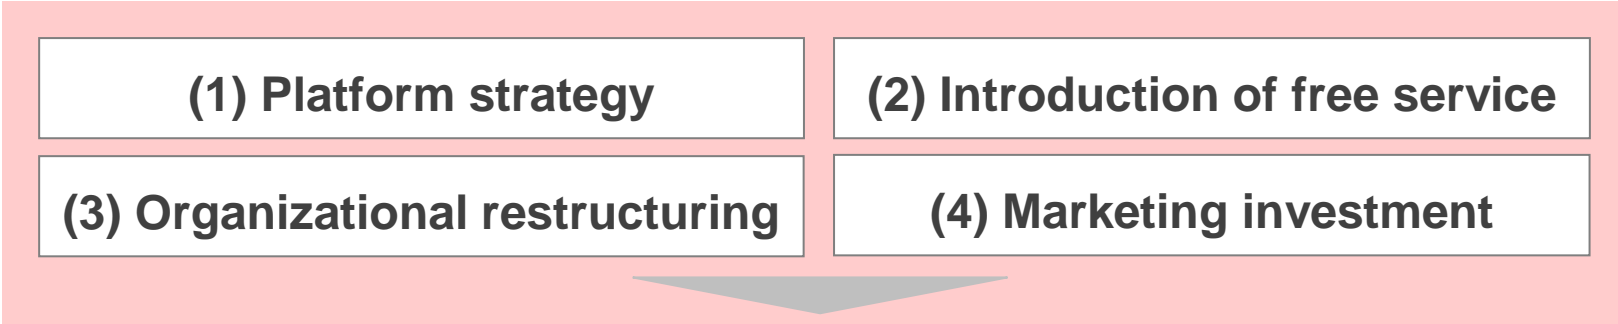 (1) Platform strategy
(2) Introduction of free service
(3) Organizational restructuring
(4) Marketing investment